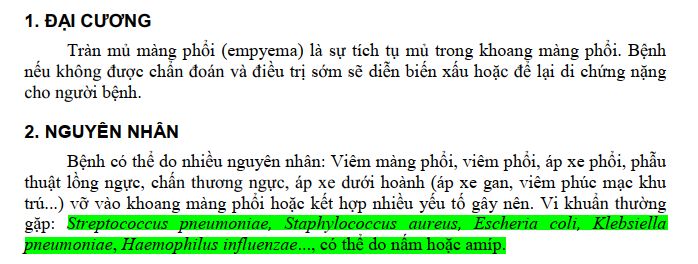 1. ĐẠI CƯƠNG
Tràn mủ màng phổi (empyema) là sự tích tụ mủ trong khoang màng phổi. Bệnh
nếu không được chẩn đoán và điều trị sớm sẽ diễn biến xấu hoặc để lại di chứng nặng
cho người bệnh.
2. NGUYÊN NHÂN
Bệnh có thể do nhiều nguyên nhân: Viêm màng phổi, viêm phổi, áp xe phổi, phẫu
thuật lồng ngực, chấn thương ngực, áp xe dưới hoành (áp xe gan, viêm phúc mạc khu
trú...) vỡ vào khoang màng phổi hoặc kết hợp nhiều yếu tố gây nên. Vi khuẩn thường
gặp: Streptococcus pneumoniae, Staphylococcus aureus, Escheria coli, Klebsiella
pneumoniae, Haemophilus influenzae..., có thể do nấm hoặc amíp.